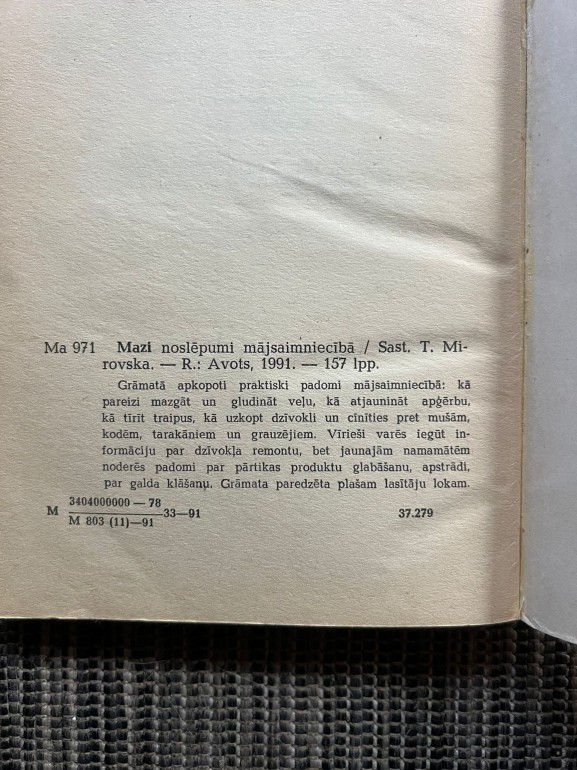 Ma 971 Mazi noslēpumi mājsaimniecībā / Sast. T. Mi-
rovska. — R.: Avots, 1991. — 157 lpp.
Grāmatā apkopoti praktiski padomi mājsaimniecībā: kā
pareizi mazgāt un gludināt veļu, kā atjaunināt apģērbu,
kā tīrīt traipus, kā uzkopt dzīvokli un cīnīties pret mušām,
kodēm, tarakāniem un grauzējiem. Vīrieši varēs iegūt in-
formāciju par dzīvokļa remontu, bet jaunajām namamātēm
noderēs padomi par pārtikas produktu glabāšanu, apstrādi,
par galda klāšanu. Grāmata paredzēta plašam lasītāju lokam.
3404000000 — 78
M 33—91 37.279
M 803 (11)—91